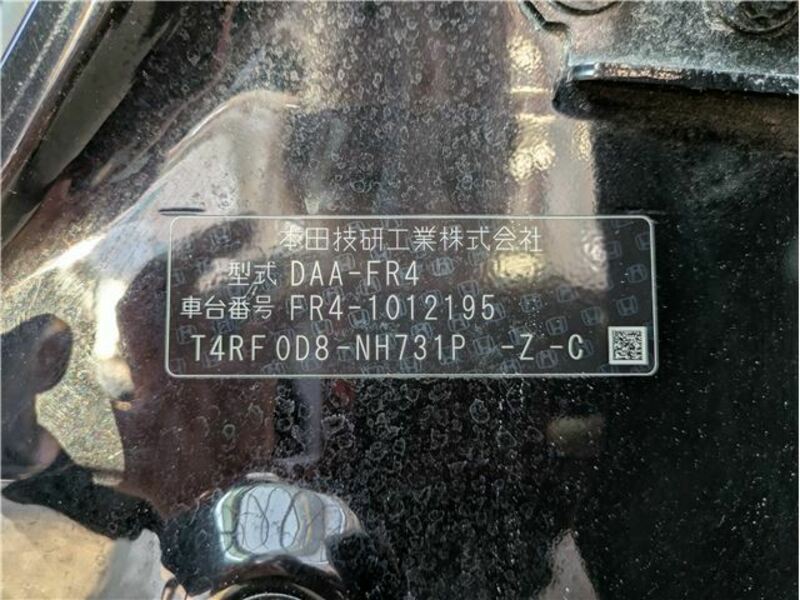 本田技研工業株式会社
型式 DAA-FR4
車台番号 FR4-1012195
T4RF0D8-NH731P -Z-C